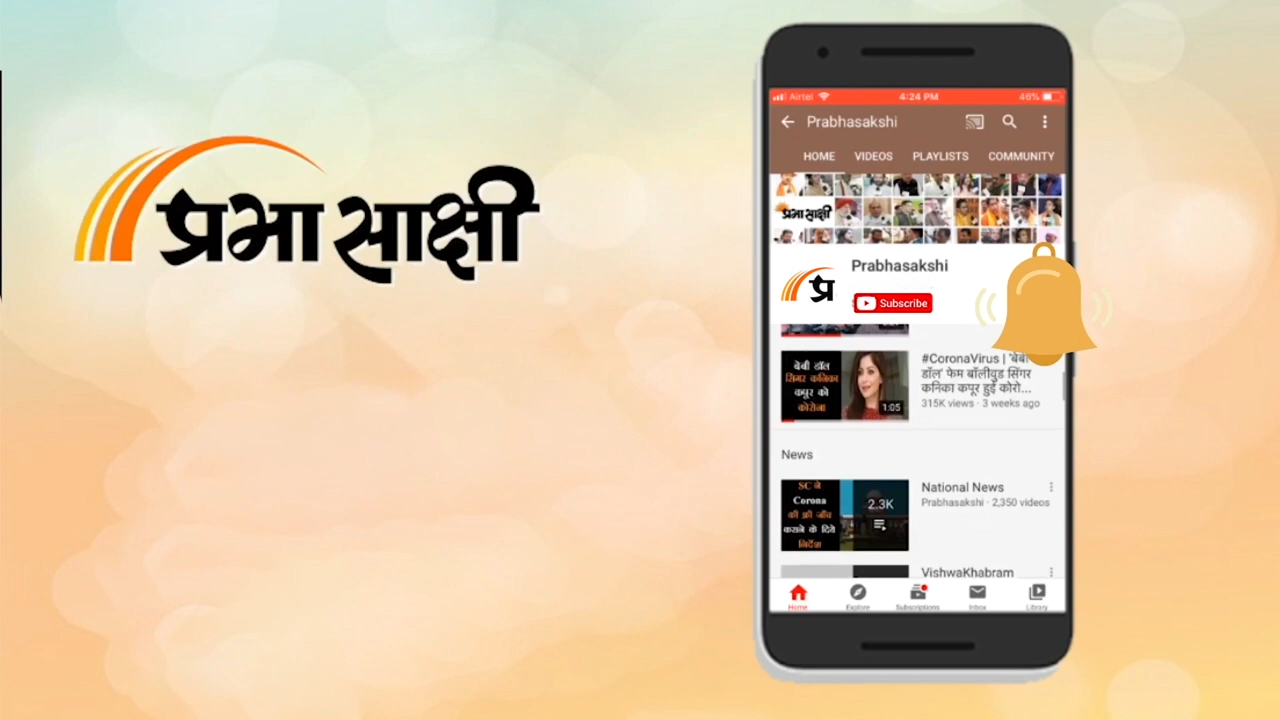 प्रभा साक्षी
Airtel 4:24 PM 46%
Prabhasakshi
HOME VIDEOS PLAYLISTS COMMUNITY
प्रभा साक्षी
प्र
Prabhasakshi
Subscribe
बेबी डॉल
सिंगर कनिका
कपूर को
कोरोना
1:05
#CoronaVirus | 'बेबी
डॉल' फेम बॉलीवुड सिंगर
कनिका कपूर हुईं कोरो...
315K views · 3 weeks ago
News
SC ने
Corona
की फ्री जाँच
कराने के दिये
निर्देश
2.3K
National News
Prabhasakshi · 2,350 videos
VishwaKhabram
Home Explore Subscriptions Inbox Library